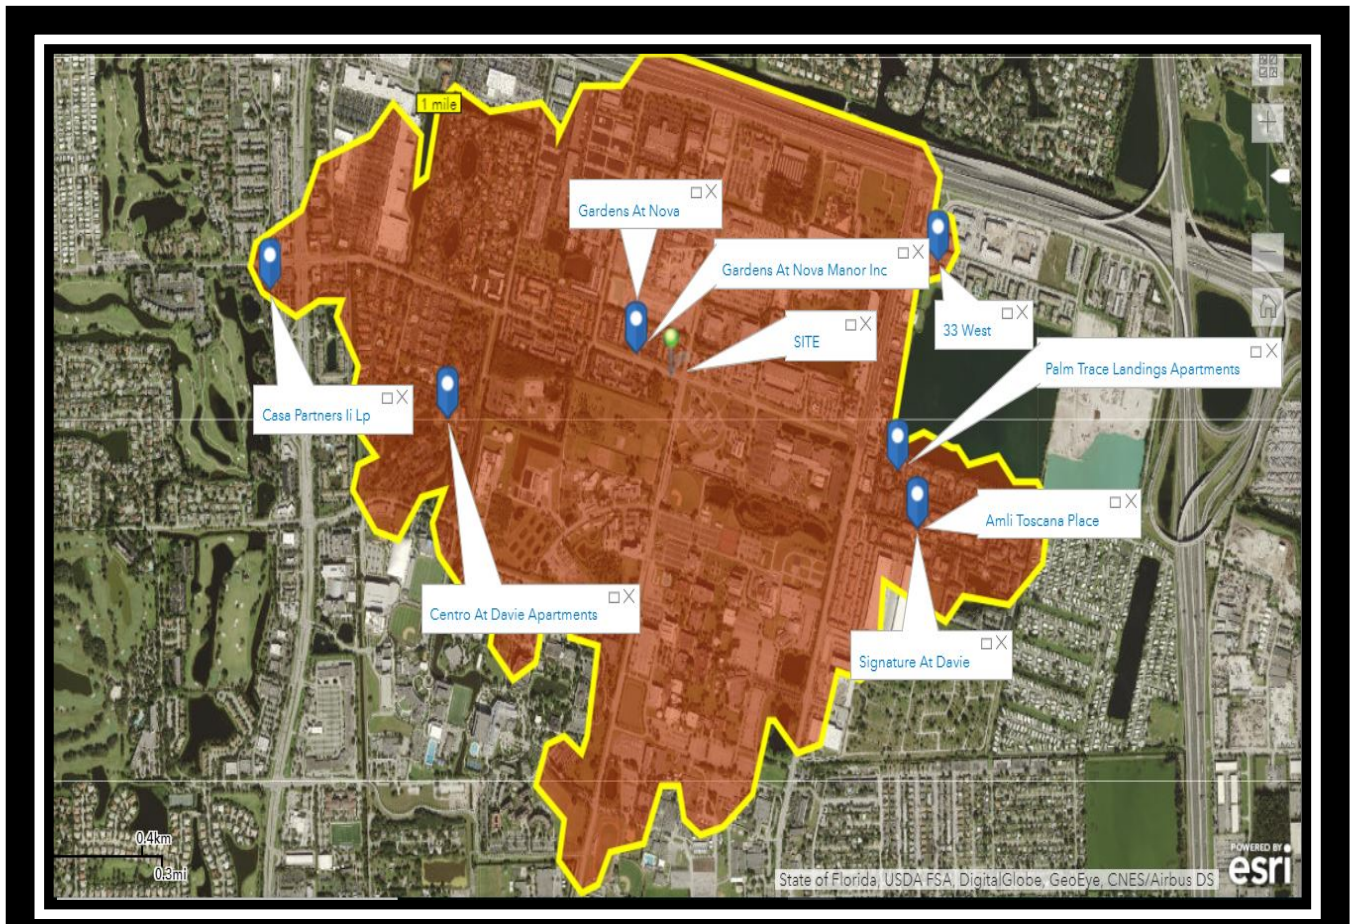 1 mile
Gardens At Nova
Gardens At Nova Manor Inc
33 West
SITE
Palm Trace Landings Apartments
Casa Partners Ii Lp
Amli Toscana Place
Centro At Davie Apartments
Signature At Davie
0.4km
0.3mi
POWERED BY
esri
State of Florida, USDA FSA, DigitalGlobe, GeoEye, CNES/Airbus DS